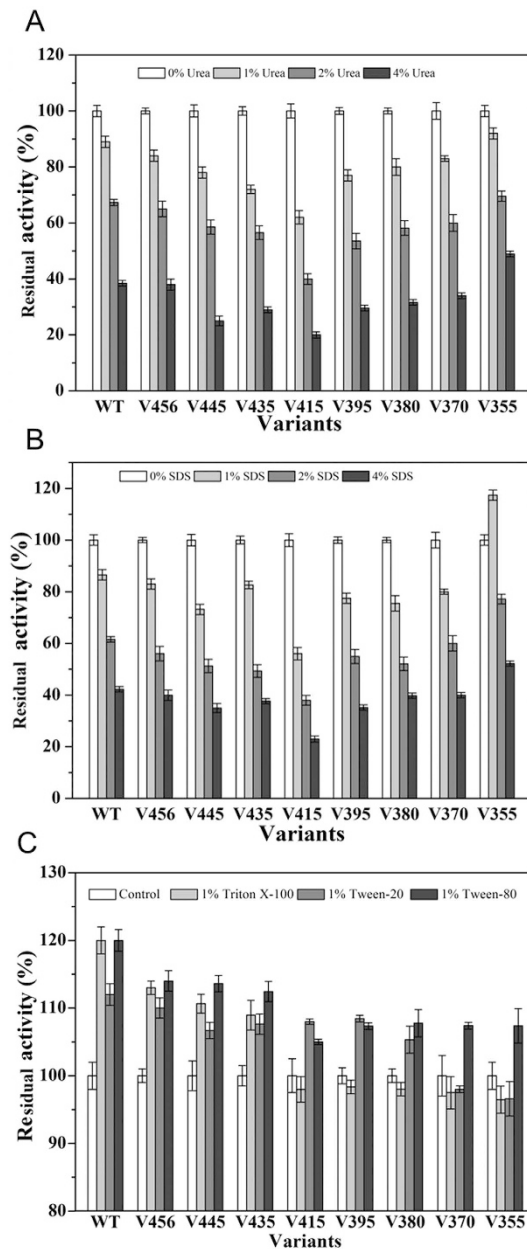 A
0% Urea 1% Urea 2% Urea 4% Urea
120
100
80
60
40
20
0
Residual activity (%)
WT V456 V445 V435 V415 V395 V380 V370 V355
Variants
B
0% SDS 1% SDS 2% SDS 4% SDS
120
100
80
60
40
20
0
Residual activity (%)
WT V456 V445 V435 V415 V395 V380 V370 V355
Variants
C
Control 1% Triton X-100 1% Tween-20 1% Tween-80
130
120
110
100
90
80
Residual activity (%)
WT V456 V445 V435 V415 V395 V380 V370 V355
Variants